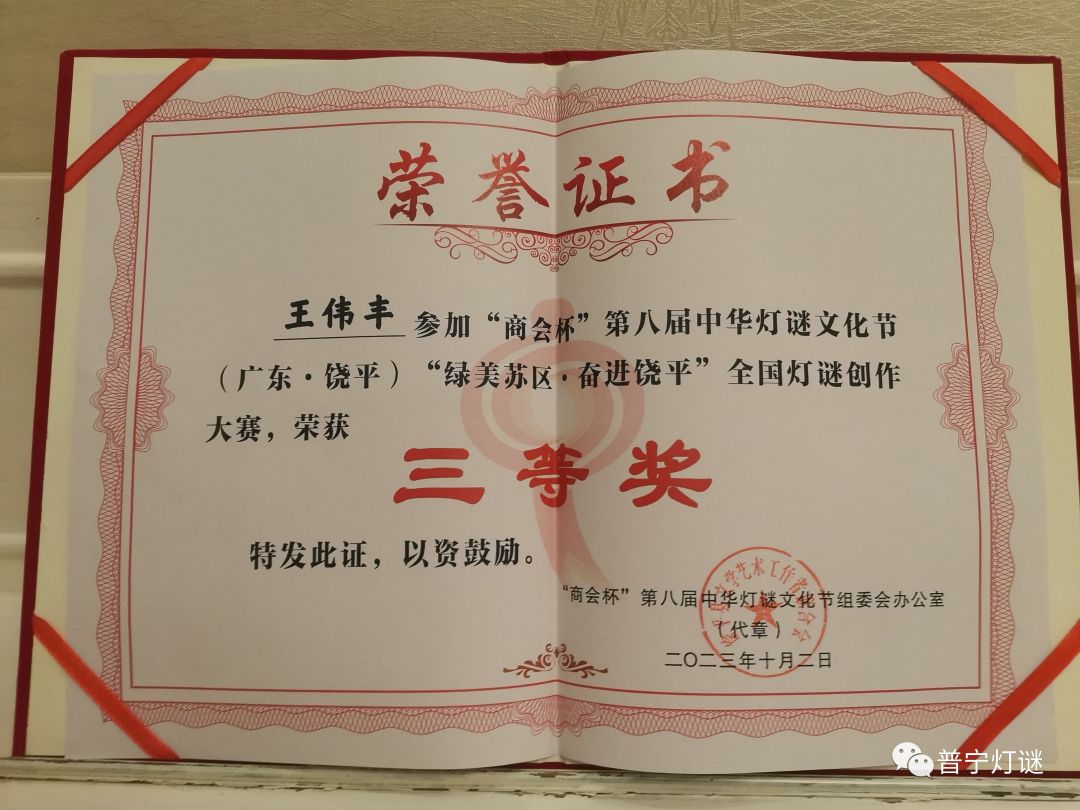 荣誉证书
王伟丰 参加“商会杯”第八届中华灯谜文化节
（广东·饶平）“绿美苏区·奋进饶平”全国灯谜创作
大赛，荣获
三等奖
特发此证，以资鼓励。
“商会杯”第八届中华灯谜文化节组委会办公室
（代章）
二〇二三年十月二日
普宁灯谜